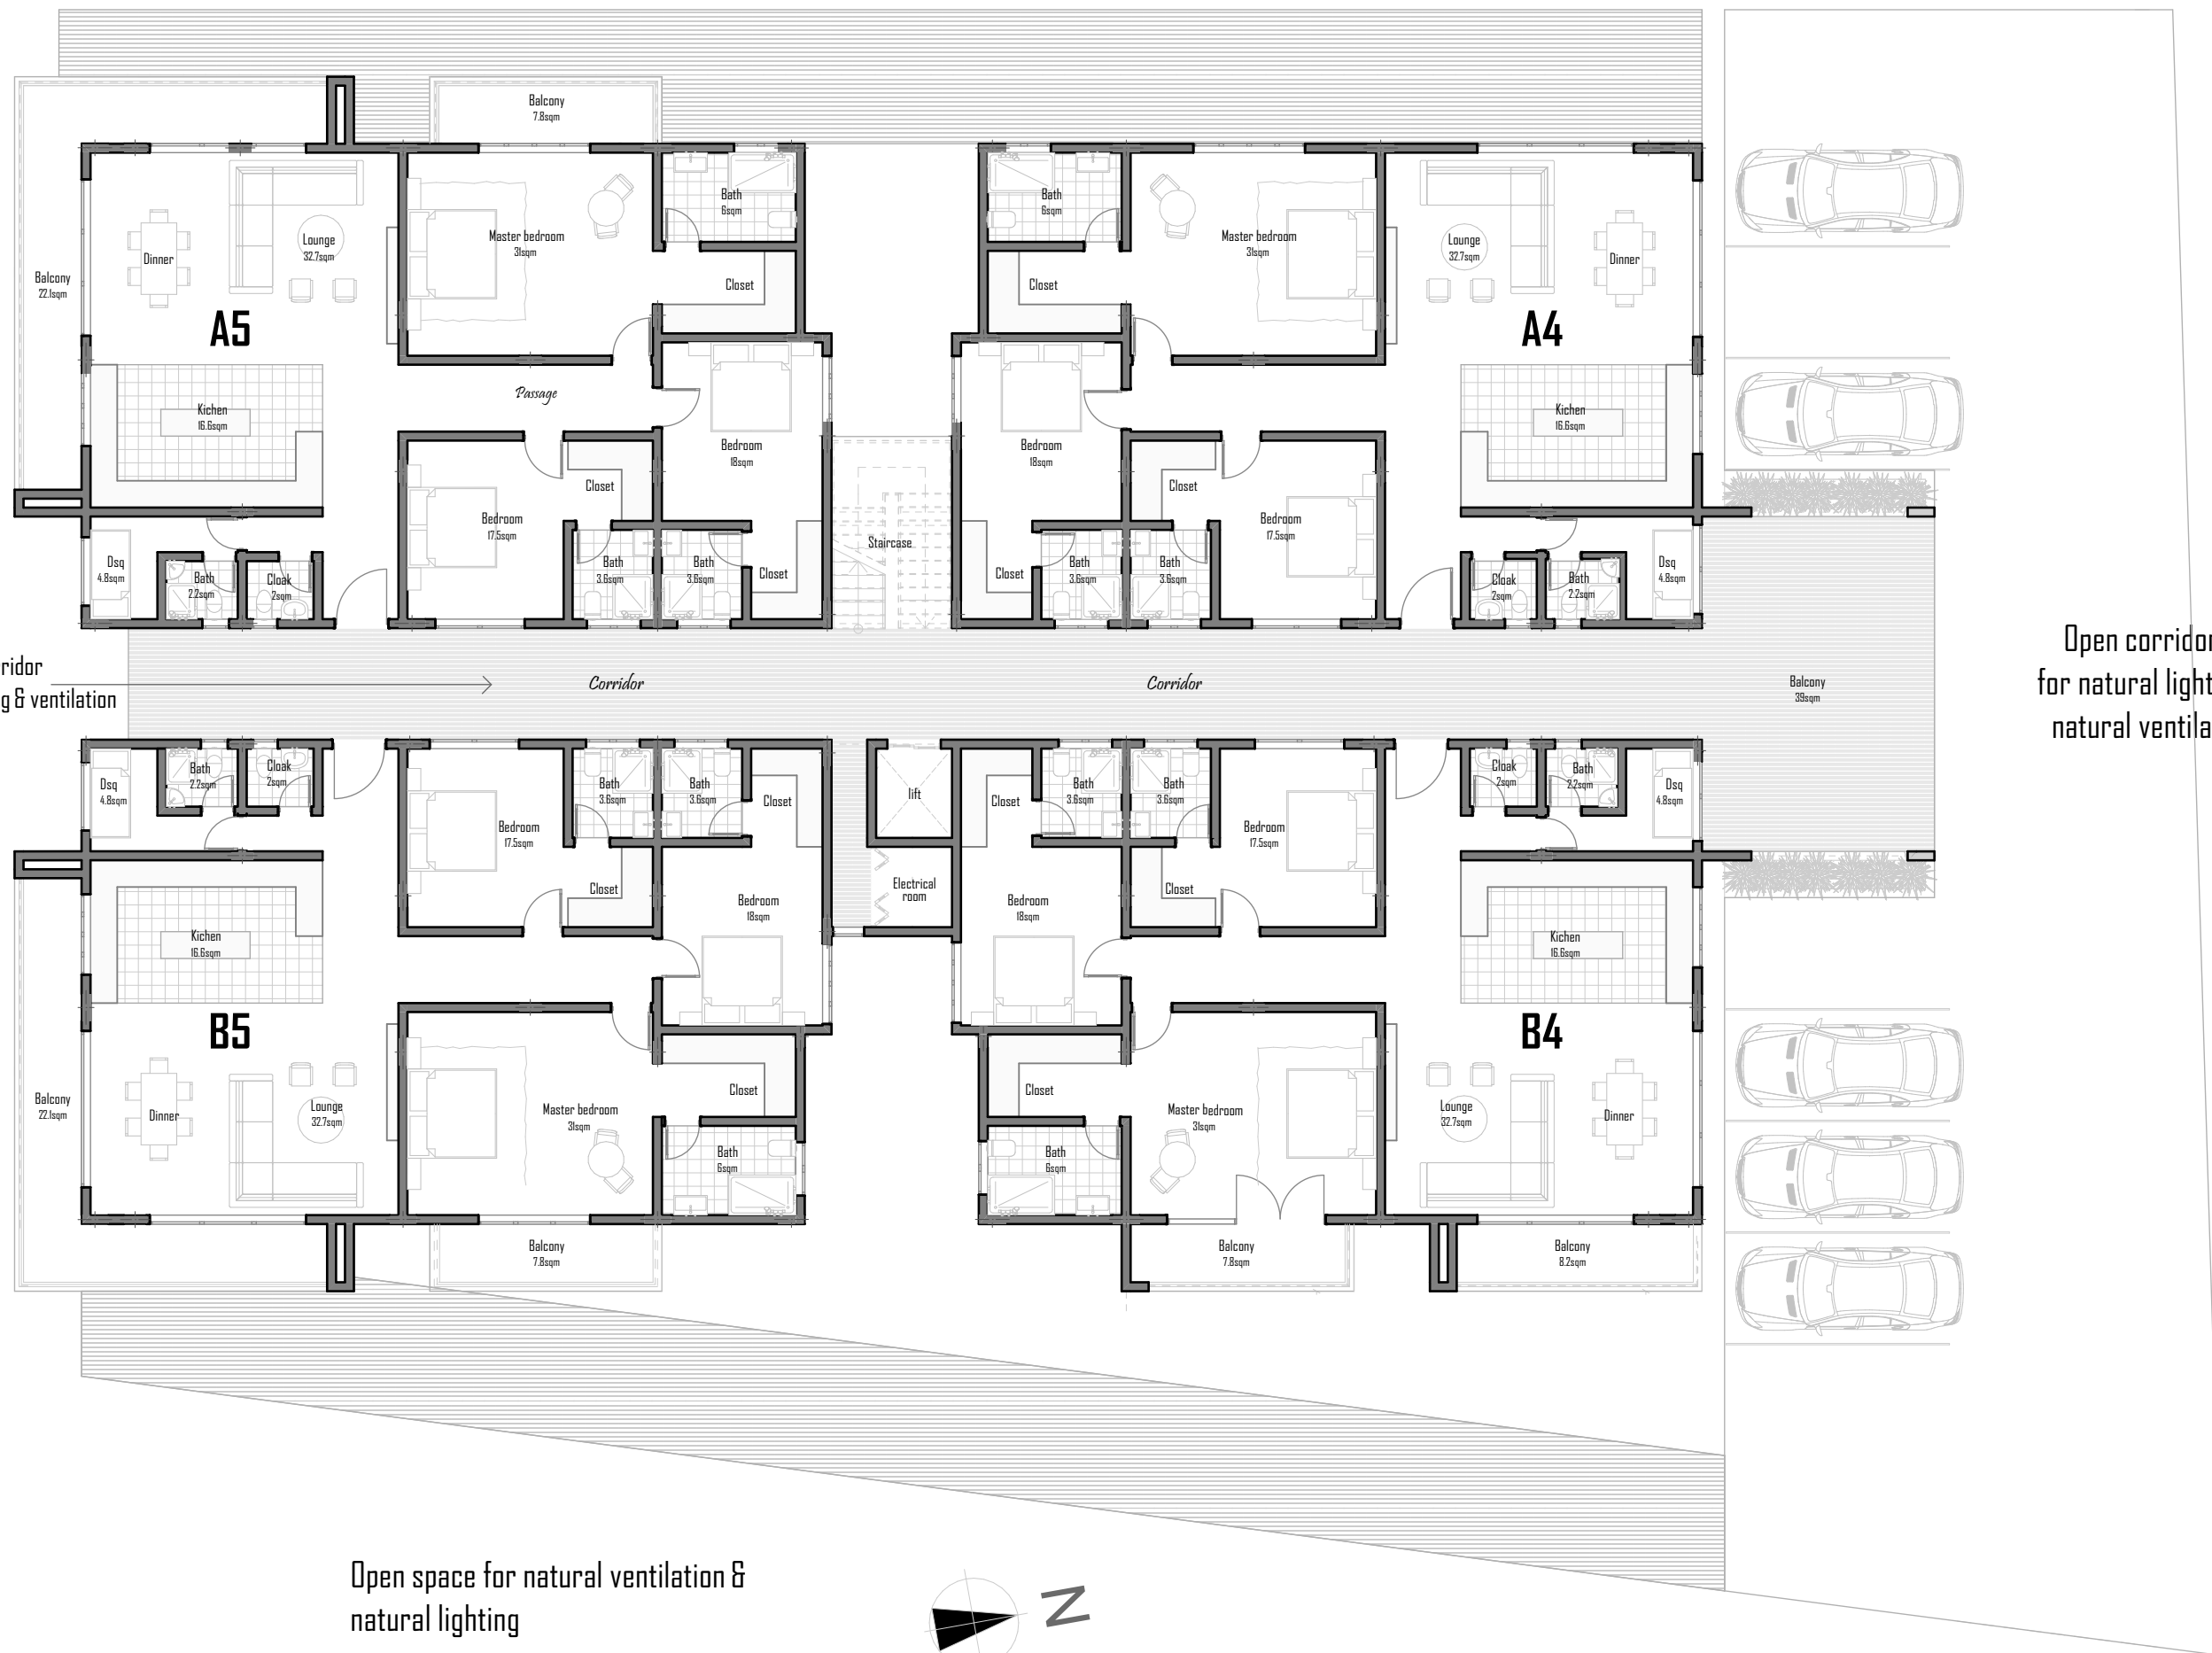 Balcony
7.8sqm
Bath
6sqm
Bath
6sqm
Master bedroom
31sqm
Master bedroom
31sqm
Lounge
32.7sqm
Lounge
32.7sqm
Dinner
Dinner
Balcony
22.1sqm
Closet
Closet
A5
A4
Passage
Kichen
16.6sqm
Kichen
16.6sqm
Bedroom
18sqm
Bedroom
18sqm
Closet
Closet
Bedroom
17.5sqm
Bedroom
17.5sqm
Staircase
Dsq
4.8sqm
Bath
2.2sqm
Cloak
2sqm
Bath
3.6sqm
Bath
3.6sqm
Closet
Closet
Bath
3.6sqm
Bath
3.6sqm
Cloak
2sqm
Bath
2.2sqm
Dsq
4.8sqm
ridor
g & ventilation
Corridor
Corridor
Balcony
39sqm
Open corridor
for natural light
natural ventila
Dsq
4.8sqm
Bath
2.2sqm
Cloak
2sqm
Bath
3.6sqm
Bath
3.6sqm
Closet
lift
Closet
Bath
3.6sqm
Bath
3.6sqm
Cloak
2sqm
Bath
2.2sqm
Dsq
4.8sqm
Bedroom
17.5sqm
Bedroom
17.5sqm
Closet
Closet
Electrical
room
Bedroom
18sqm
Bedroom
18sqm
Kichen
16.6sqm
Kichen
16.6sqm
B5
B4
Balcony
22.1sqm
Closet
Closet
Dinner
Lounge
32.7sqm
Master bedroom
31sqm
Master bedroom
31sqm
Lounge
32.7sqm
Dinner
Bath
6sqm
Bath
6sqm
Balcony
7.8sqm
Balcony
7.8sqm
Balcony
8.2sqm
Open space for natural ventilation &
natural lighting
N